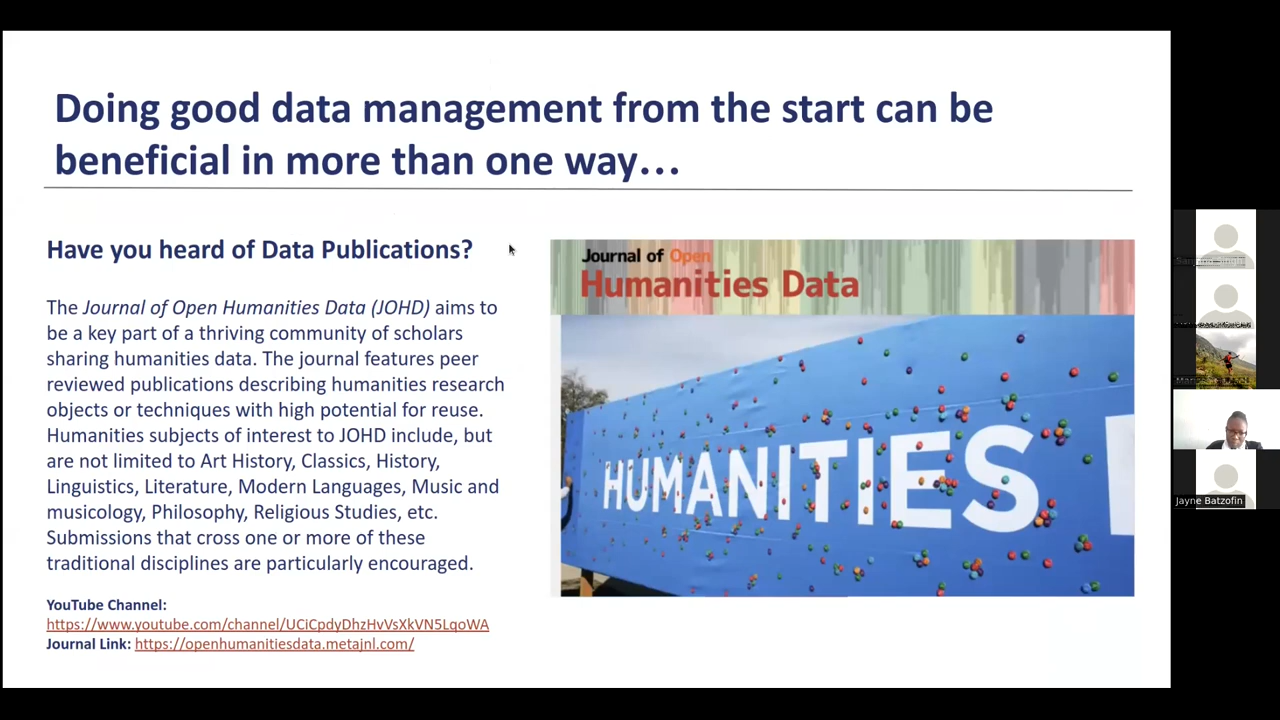 Doing good data management from the start can be
beneficial in more than one way…
Have you heard of Data Publications?
The Journal of Open Humanities Data (JOHD) aims to
be a key part of a thriving community of scholars
sharing humanities data. The journal features peer
reviewed publications describing humanities research
objects or techniques with high potential for reuse.
Humanities subjects of interest to JOHD include, but
are not limited to Art History, Classics, History,
Linguistics, Literature, Modern Languages, Music and
musicology, Philosophy, Religious Studies, etc.
Submissions that cross one or more of these
traditional disciplines are particularly encouraged.
YouTube Channel:
https://www.youtube.com/channel/UCiCpdyDhzHvVsXkVN5LqoWA
Journal Link: https://openhumanitiesdata.metajnl.com/
Journal of Open
Humanities Data
HUMANITIES
Jayne Batzofin